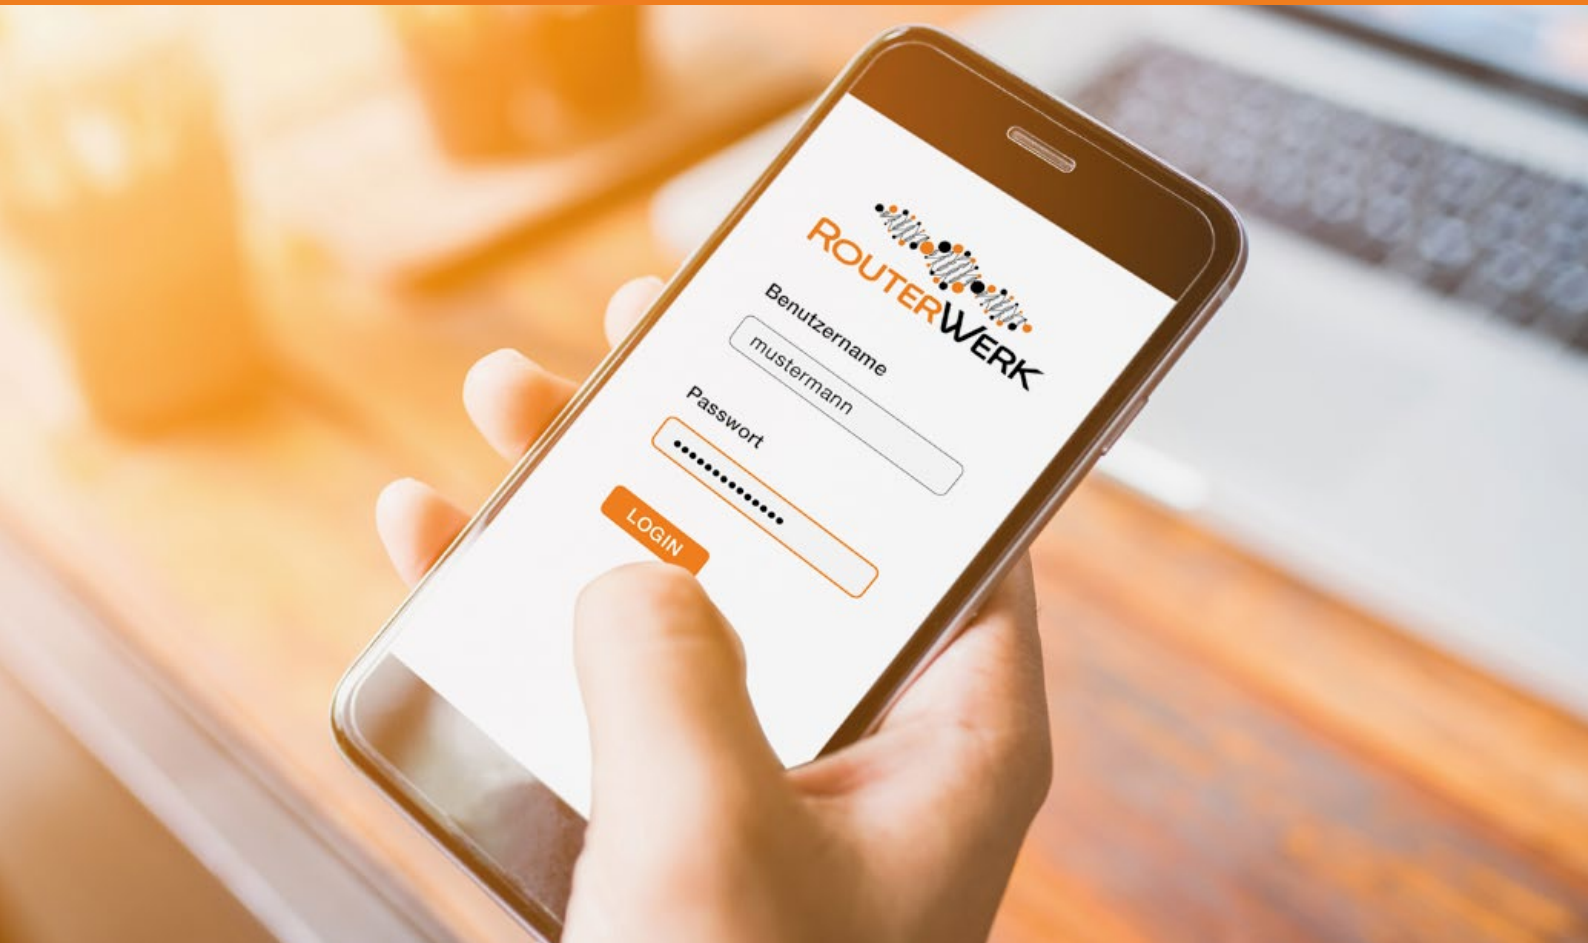 ROUTERWERK
Benutzername
mustermann
Passwort
••••••••••••••
LOGIN